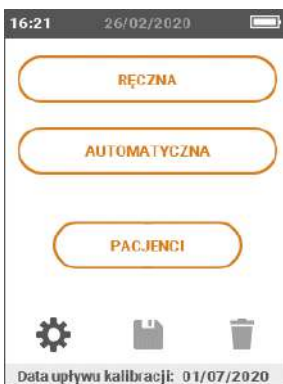 16:21 26/02/2020
RĘCZNA
AUTOMATYCZNA
PACJENCI
Data upływu kalibracji: 01/07/2020